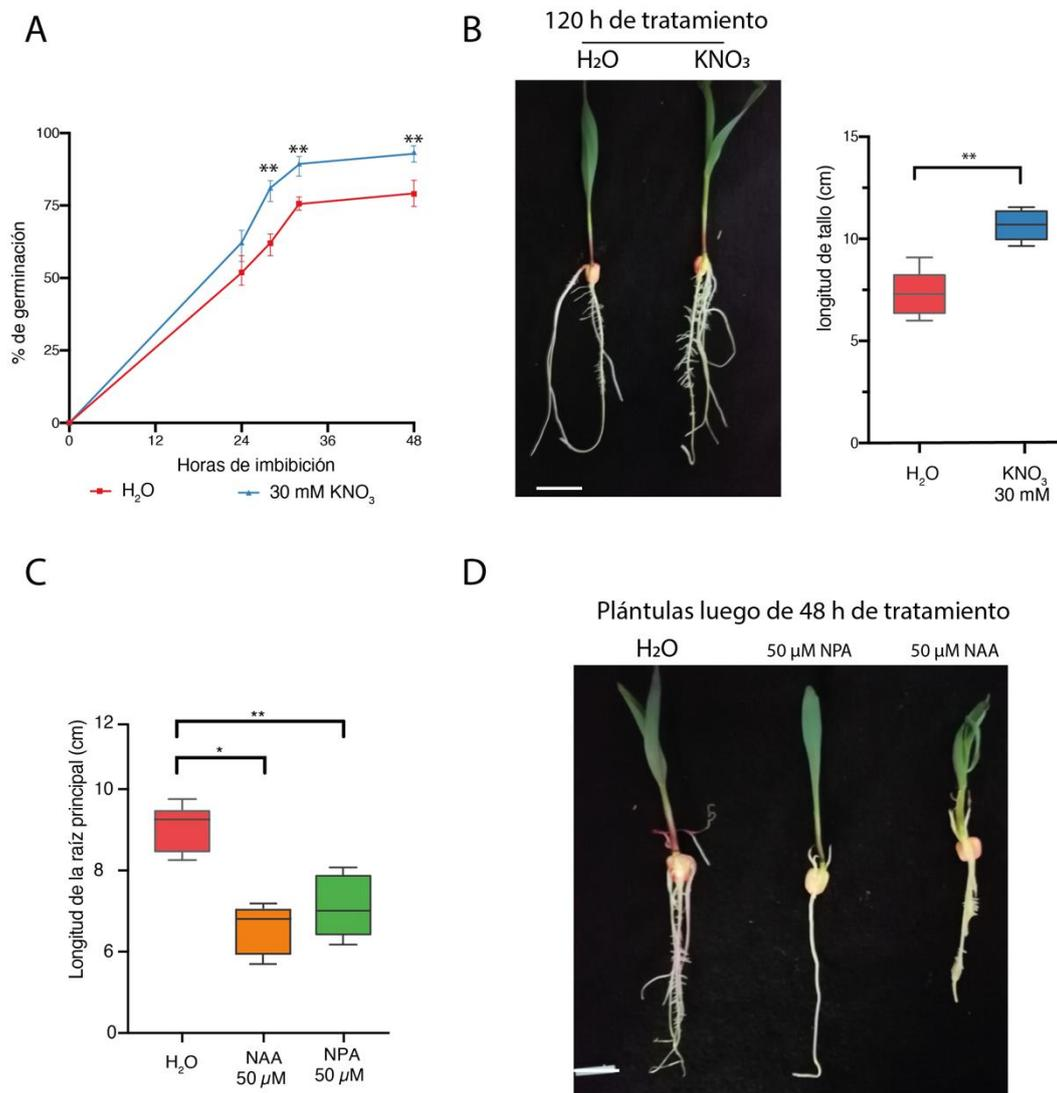 A
% de germinación
100
75
50
25
0
0 12 24 36 48
** ** **
Horas de imbibición
H₂O 30 mM KNO₃
B
120 h de tratamiento
H₂O KNO₃
longitud de tallo (cm)
15
10
5
0
**
H₂O KNO₃
30 mM
C
Longitud de la raíz principal (cm)
12
10
8
6
0
**
*
H₂O NAA NPA
50 µM 50 µM
D
Plántulas luego de 48 h de tratamiento
H₂O 50 µM NPA 50 µM NAA